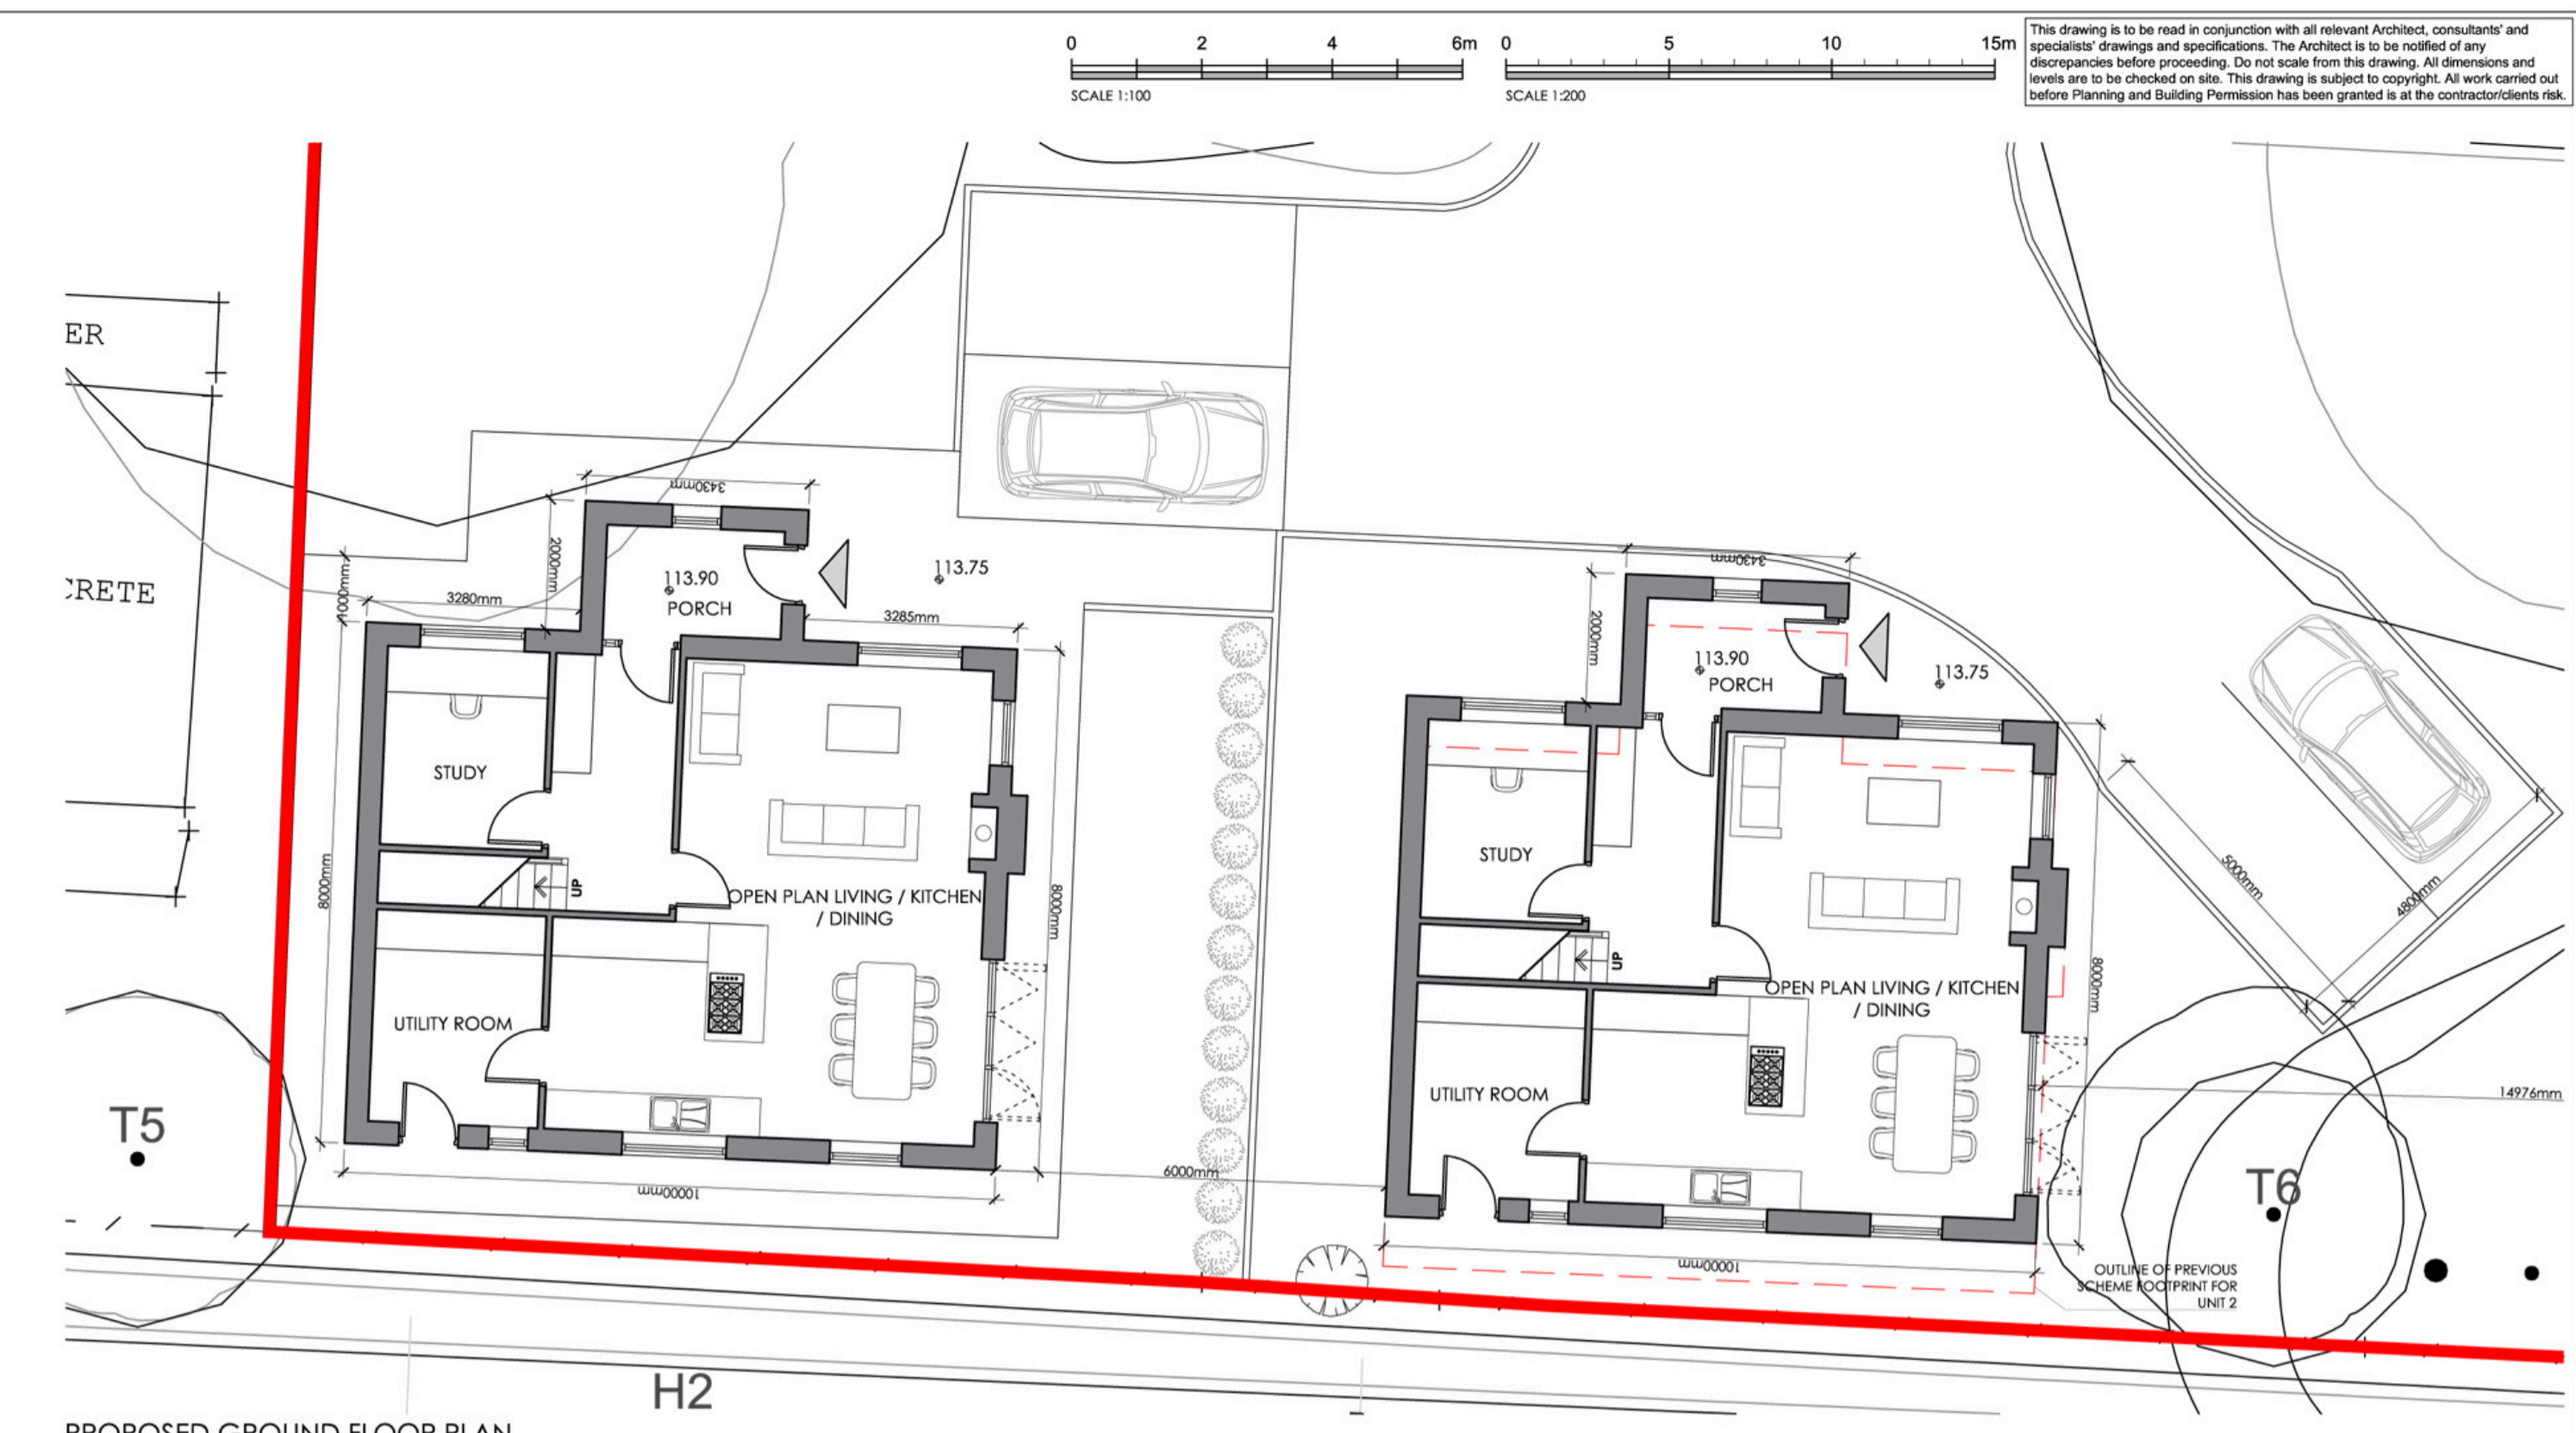 0 2 4 6m
SCALE 1:100
0 5 10 15m
SCALE 1:200
This drawing is to be read in conjunction with all relevant Architect, consultants' and
specialists' drawings and specifications. The Architect is to be notified of any
discrepancies before proceeding. Do not scale from this drawing. All dimensions and
levels are to be checked on site. This drawing is subject to copyright. All work carried out
before Planning and Building Permission has been granted is at the contractor/clients risk.
ER
CRETE
3430mm
2000mm
1000mm
3280mm
113.90
PORCH
113.75
3285mm
STUDY
8000mm
UP
OPEN PLAN LIVING / KITCHEN
/ DINING
8000mm
UTILITY ROOM
10000mm
6000mm
T5
3430mm
2000mm
113.90
PORCH
113.75
STUDY
UP
OPEN PLAN LIVING / KITCHEN
/ DINING
8000mm
UTILITY ROOM
10000mm
5000mm
4800mm
14976mm
T6
OUTLINE OF PREVIOUS
SCHEME FOOTPRINT FOR
UNIT 2
H2
PROPOSED GROUND FLOOR PLAN